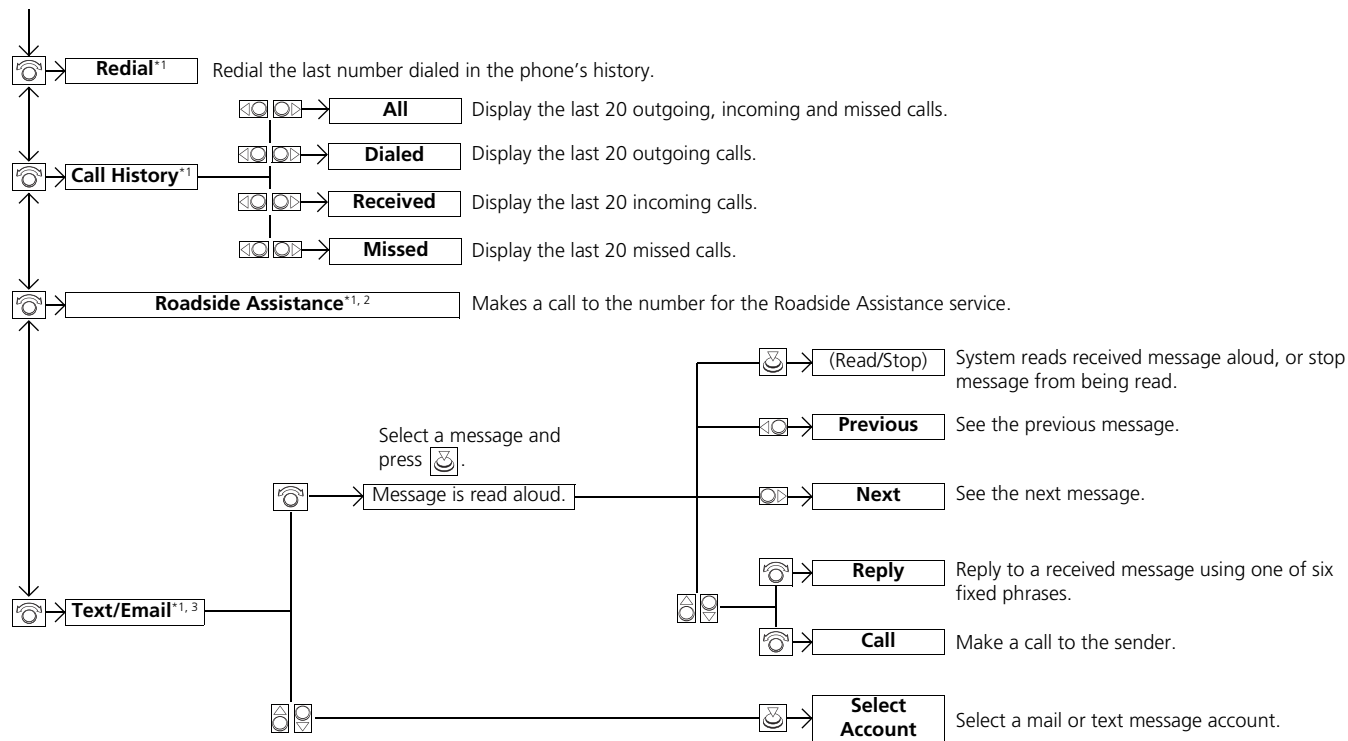 Redial*1 Redial the last number dialed in the phone's history.
All Display the last 20 outgoing, incoming and missed calls.
Dialed Display the last 20 outgoing calls.
Call History*1
Received Display the last 20 incoming calls.
Missed Display the last 20 missed calls.
Roadside Assistance*1, 2 Makes a call to the number for the Roadside Assistance service.
(Read/Stop) System reads received message aloud, or stop
message from being read.
Previous See the previous message.
Select a message and
press .
Message is read aloud.
Next See the next message.
Reply Reply to a received message using one of six
fixed phrases.
Text/Email*1, 3
Call Make a call to the sender.
Select
Account Select a mail or text message account.